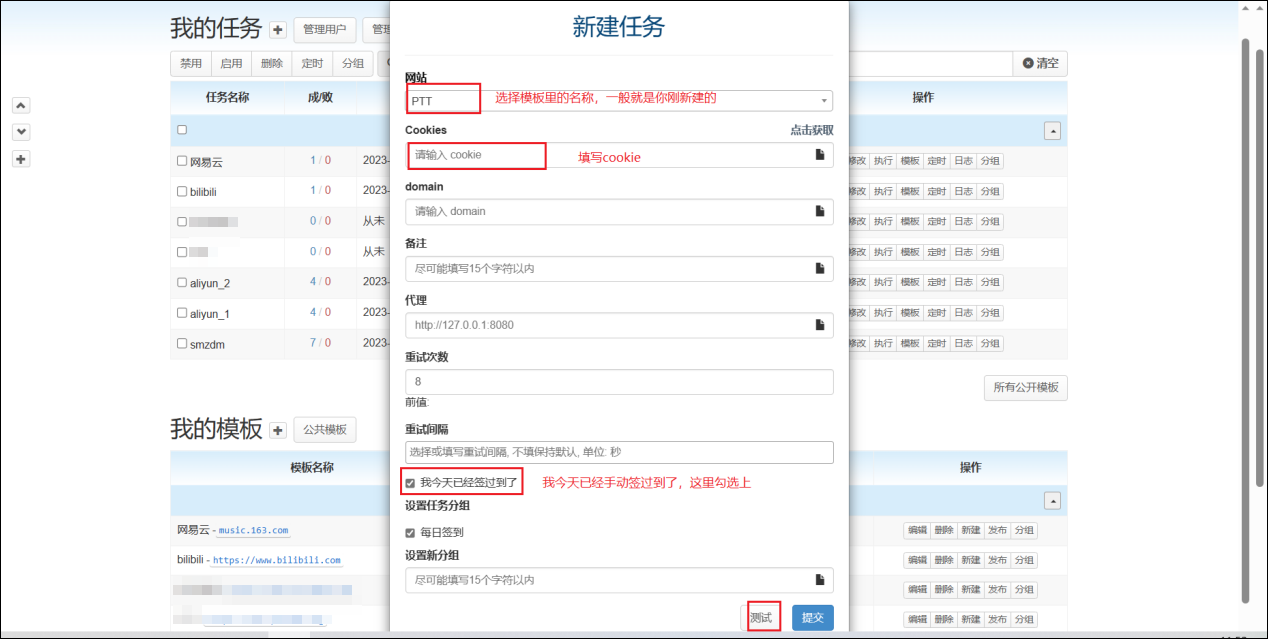 我的任务
管理用户
管理
禁用 启用 删除 定时 分组
清空
任务名称 成/败 操作
网易云 1 / 0 2023- 修改 执行 模板 定时 日志 分组
bilibili 1 / 0 2023- 修改 执行 模板 定时 日志 分组
0 / 0 从未 修改 执行 模板 定时 日志 分组
0 / 0 从未 修改 执行 模板 定时 日志 分组
aliyun_2 4 / 0 2023- 修改 执行 模板 定时 日志 分组
aliyun_1 4 / 0 2023- 修改 执行 模板 定时 日志 分组
smzdm 7 / 0 2023- 修改 执行 模板 定时 日志 分组
所有公开模板
我的模板
公共模板
模板名称 操作
网易云 - music.163.com 编辑 删除 新建 发布 分组
bilibili - https://www.bilibili.com 编辑 删除 新建 发布 分组
编辑 删除 新建 发布 分组
编辑 删除 新建 发布 分组
新建任务
网站
PTT 选择模板里的名称，一般就是你刚新建的
Cookies 点击获取
请输入 cookie 填写cookie
domain
请输入 domain
备注
尽可能填写15个字符以内
代理
http://127.0.0.1:8080
重试次数
8
前值:
重试间隔
选择或填写重试间隔, 不填保持默认, 单位: 秒
我今天已经签过到了 我今天已经手动签过到了，这里勾选上
设置任务分组
每日签到
设置新分组
尽可能填写15个字符以内
测试 提交